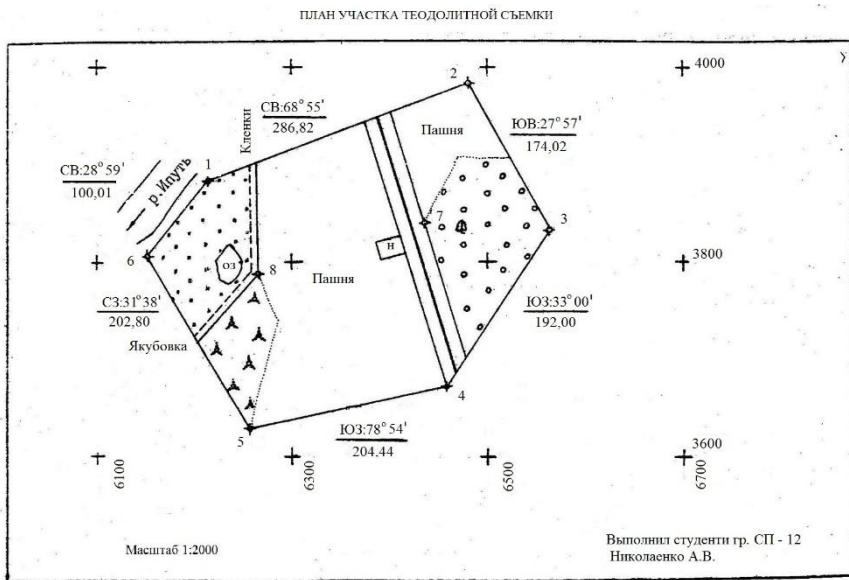 ПЛАН УЧАСТКА ТЕОДОЛИТНОЙ СЪЕМКИ
У
4000
2
СВ:68°55'
286,82
Кленки
Пашня
ЮВ:27°57'
174,02
СВ:28°59'
100,01
р.Ипуть
1
7
3
н
6
оз
8
Пашня
3800
СЗ:31°38'
202,80
ЮЗ:33°00'
192,00
Якубовка
4
5
ЮЗ:78°54'
204.44
3600
6100
6300
6500
6700
Масштаб 1:2000
Выполнил студенти гр. СП - 12
Николаенко А.В.